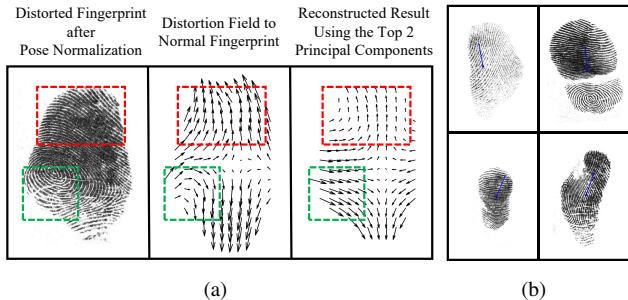 Distorted Fingerprint
after
Pose Normalization
Distortion Field to
Normal Fingerprint
Reconstructed Result
Using the Top 2
Principal Components
(a)
(b)